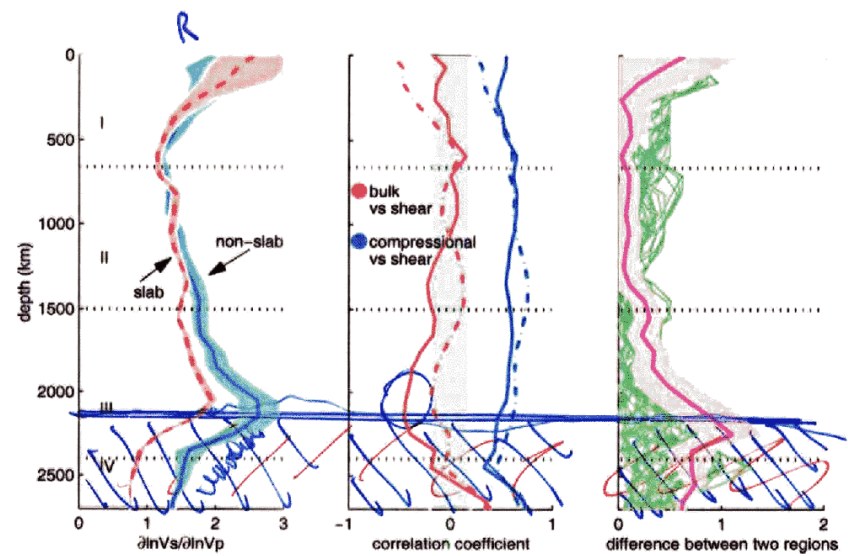 R
0
500
1000
1500
2000
2500
depth (km)
I
II
III
IV
slab
non-slab
0 1 2 3
∂lnVs/∂lnVp
bulk
vs shear
compressional
vs shear
-1 0 1
correlation coefficient
0 1 2
difference between two regions